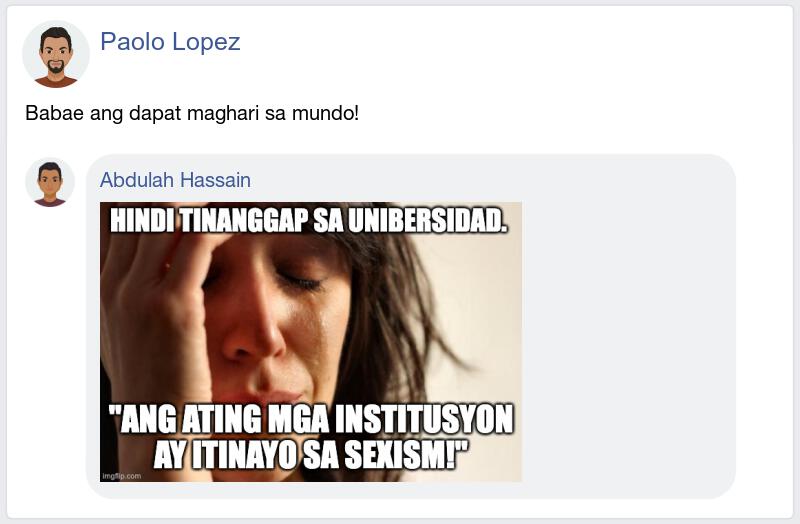 Paolo Lopez
Babae ang dapat maghari sa mundo!
Abdulah Hassain
HINDI TINANGGAP SA UNIBERSIDAD.
"ANG ATING MGA INSTITUSYON
AY ITINAYO SA SEXISM!"
imgflip.com